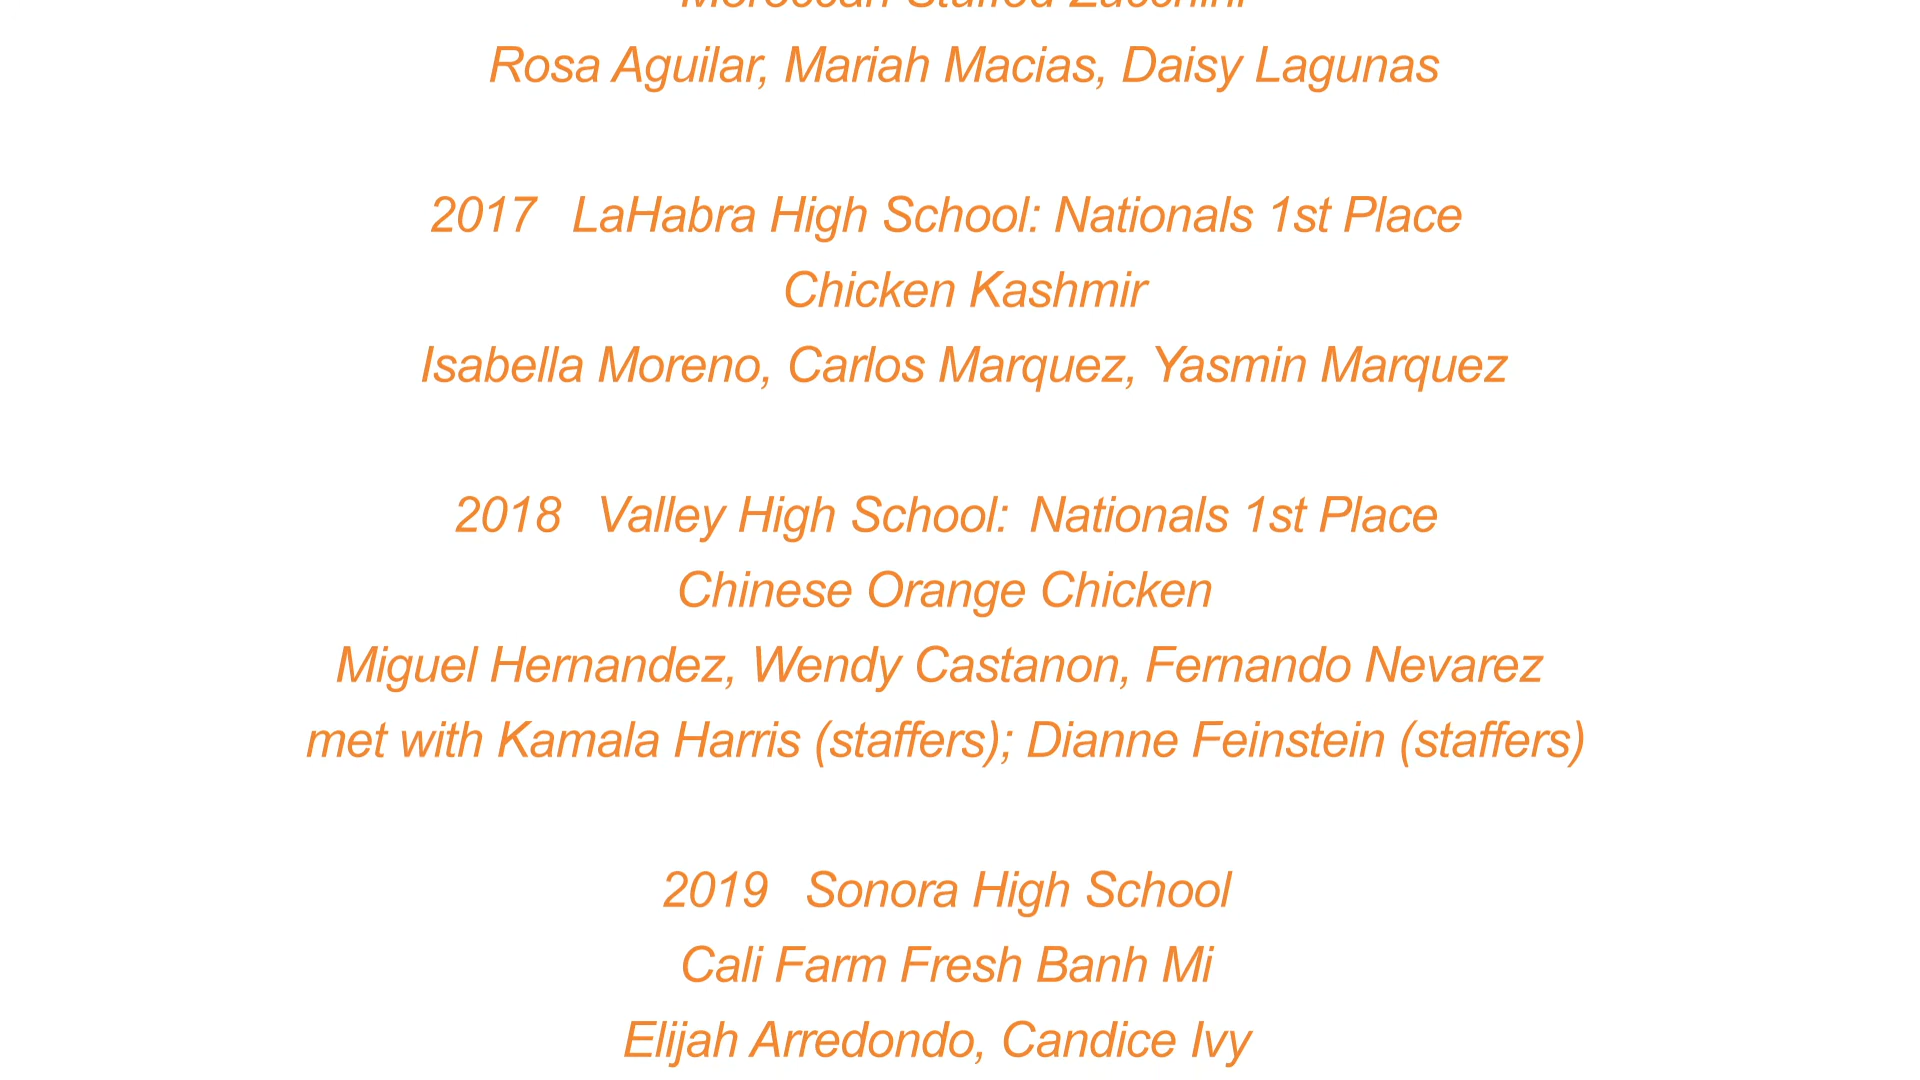 Moroccan Stuffed Zucchini
Rosa Aguilar, Mariah Macias, Daisy Lagunas
2017 LaHabra High School: Nationals 1st Place
Chicken Kashmir
Isabella Moreno, Carlos Marquez, Yasmin Marquez
2018 Valley High School: Nationals 1st Place
Chinese Orange Chicken
Miguel Hernandez, Wendy Castanon, Fernando Nevarez
met with Kamala Harris (staffers); Dianne Feinstein (staffers)
2019 Sonora High School
Cali Farm Fresh Banh Mi
Elijah Arredondo, Candice Ivy